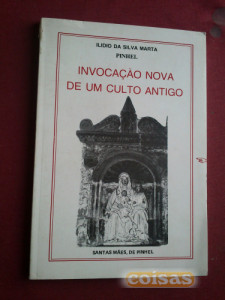 ILÍDIO DA SILVA MARTA
PINHEL
INVOCAÇÃO NOVA
DE UM CULTO ANTIGO
SANTAS MÃES, DE PINHEL
coisas